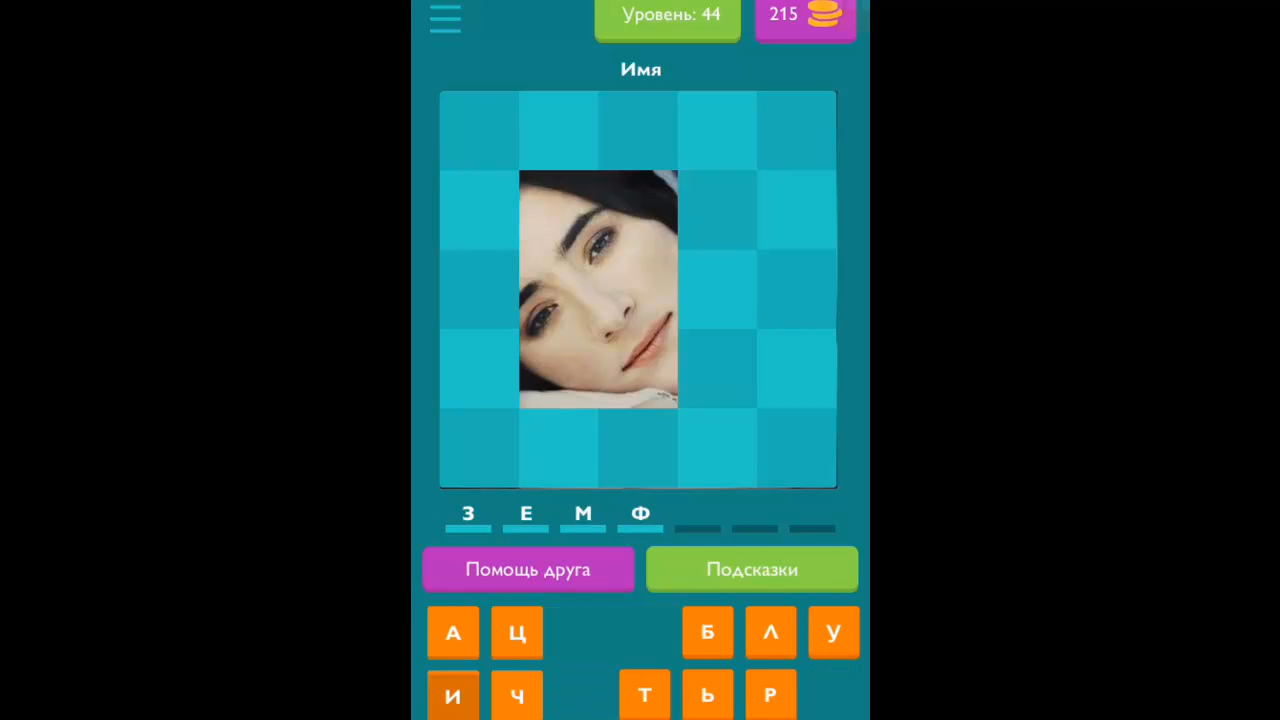 Уровень: 44
215
Имя
З Е М Ф
Помощь друга
Подсказки
А Ц Б Л У
И Ч Т Ь Р